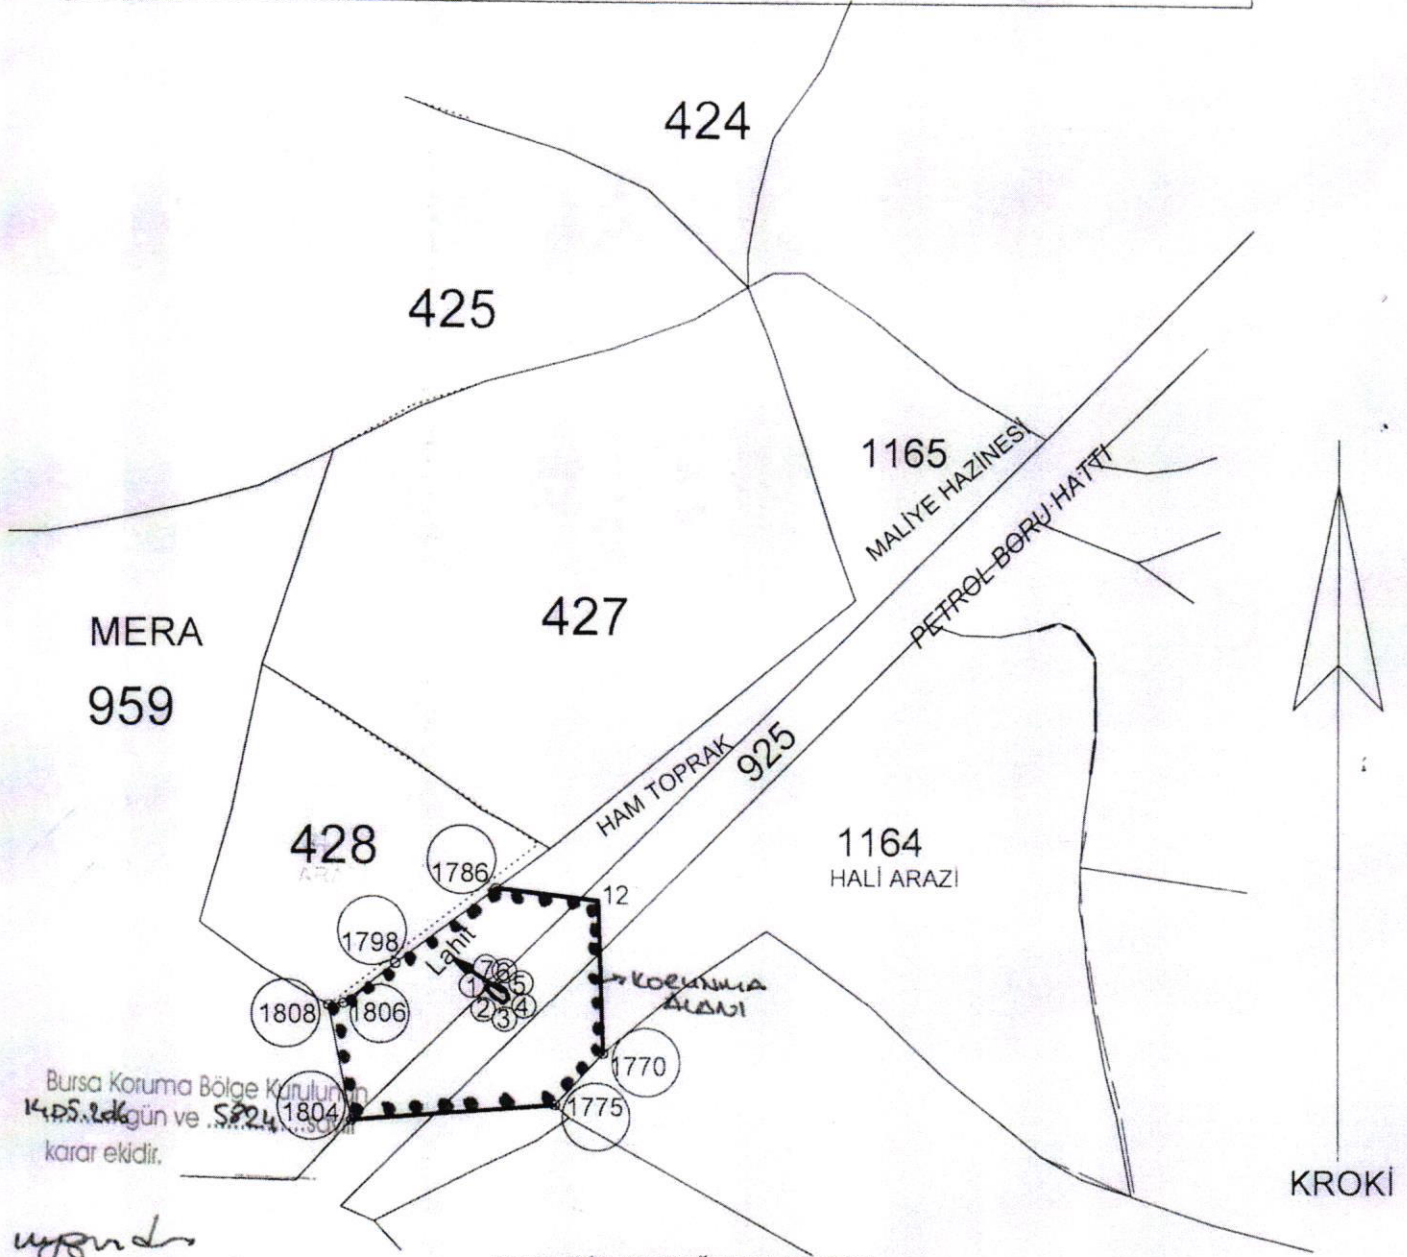 424
425
1165
MALİYE HAZİNESİ
PETROL BORU HATTI
427
MERA
959
925
HAM TOPRAK
428
1786
1164
HALİ ARAZİ
12
1798
Lahit
7
6
1
5
2
4
3
KORUNMA
ALANI
1808
1806
1770
1804
1775
Bursa Koruma Bölge Kurulunun
gün ve 5824 sayılı
karar ekidir.
KROKİ